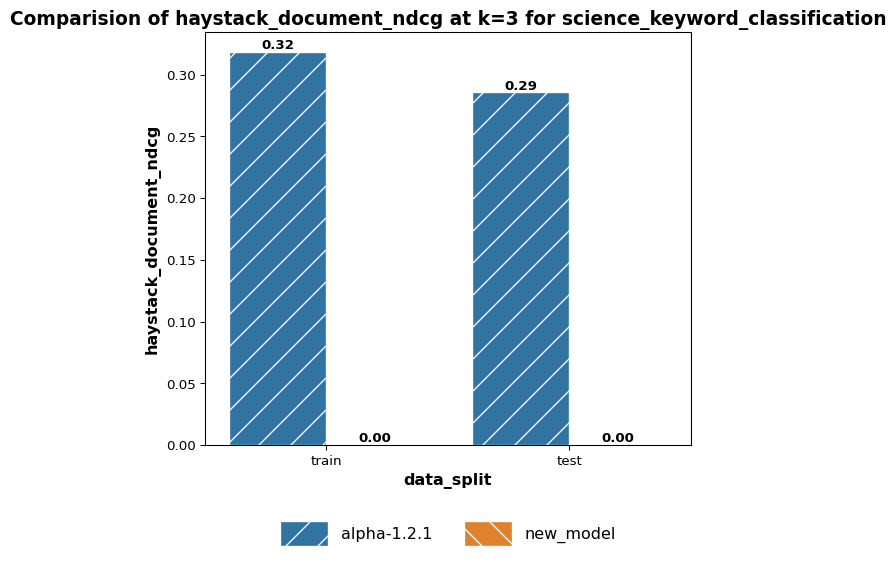 Comparision of haystack_document_ndcg at k=3 for science_keyword_classification
0.32
0.30
0.29
0.25
0.20
haystack_document_ndcg
0.15
0.10
0.05
0.00 0.00
0.00
train test
data_split
alpha-1.2.1 new_model